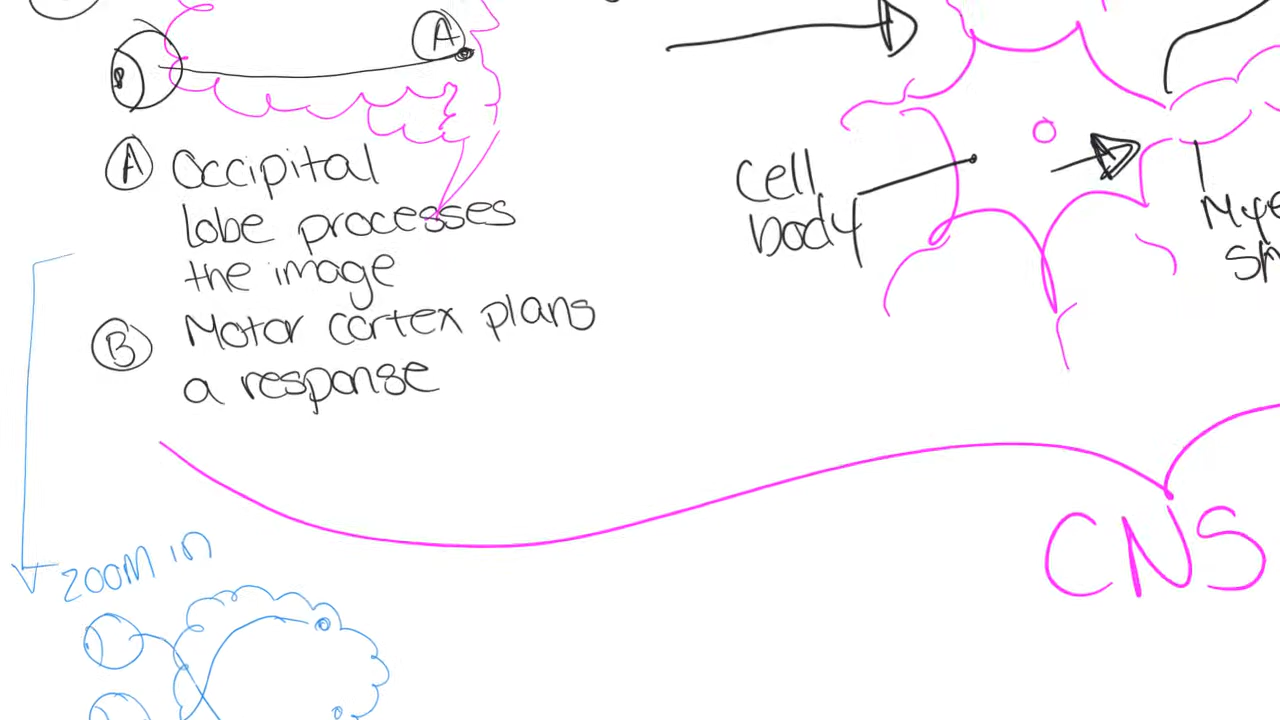 A
A Occipital
lobe processes
the image
B Motor cortex plans
a response
Cell
body
CNS
zoom in